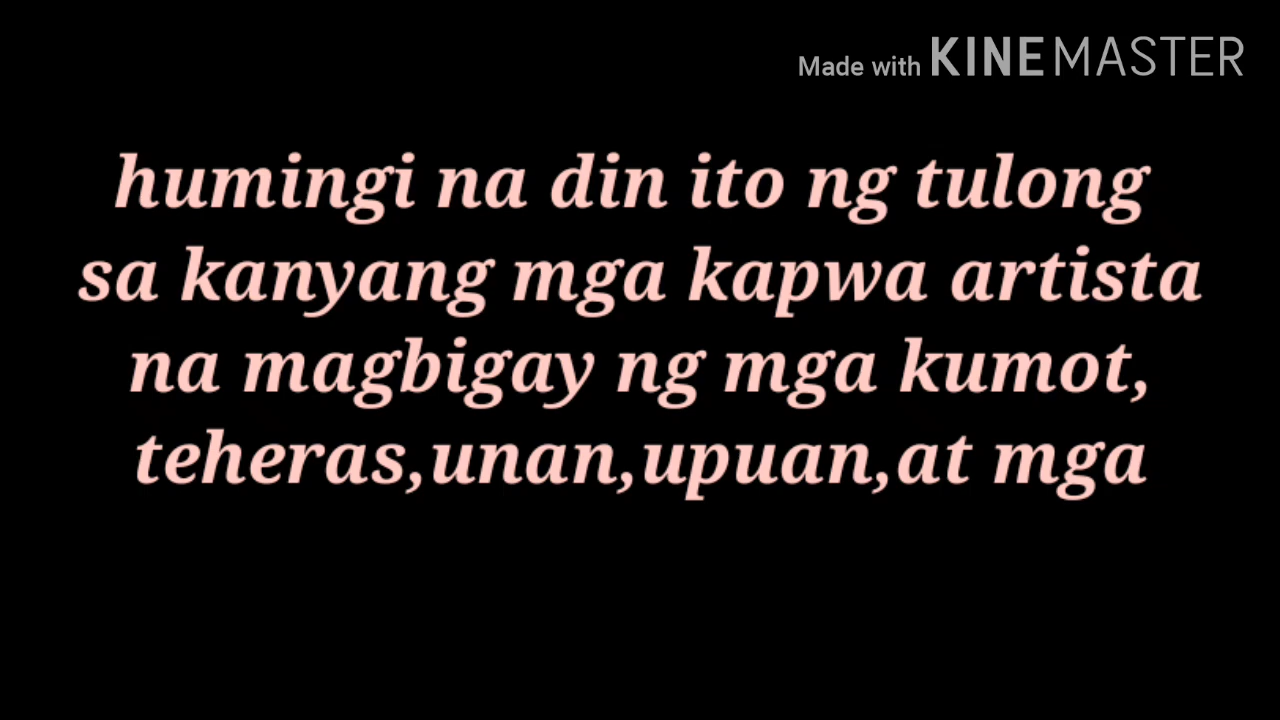 Made with KINEMASTER
humingi na din ito ng tulong
sa kanyang mga kapwa artista
na magbigay ng mga kumot,
teheras,unan,upuan,at mga